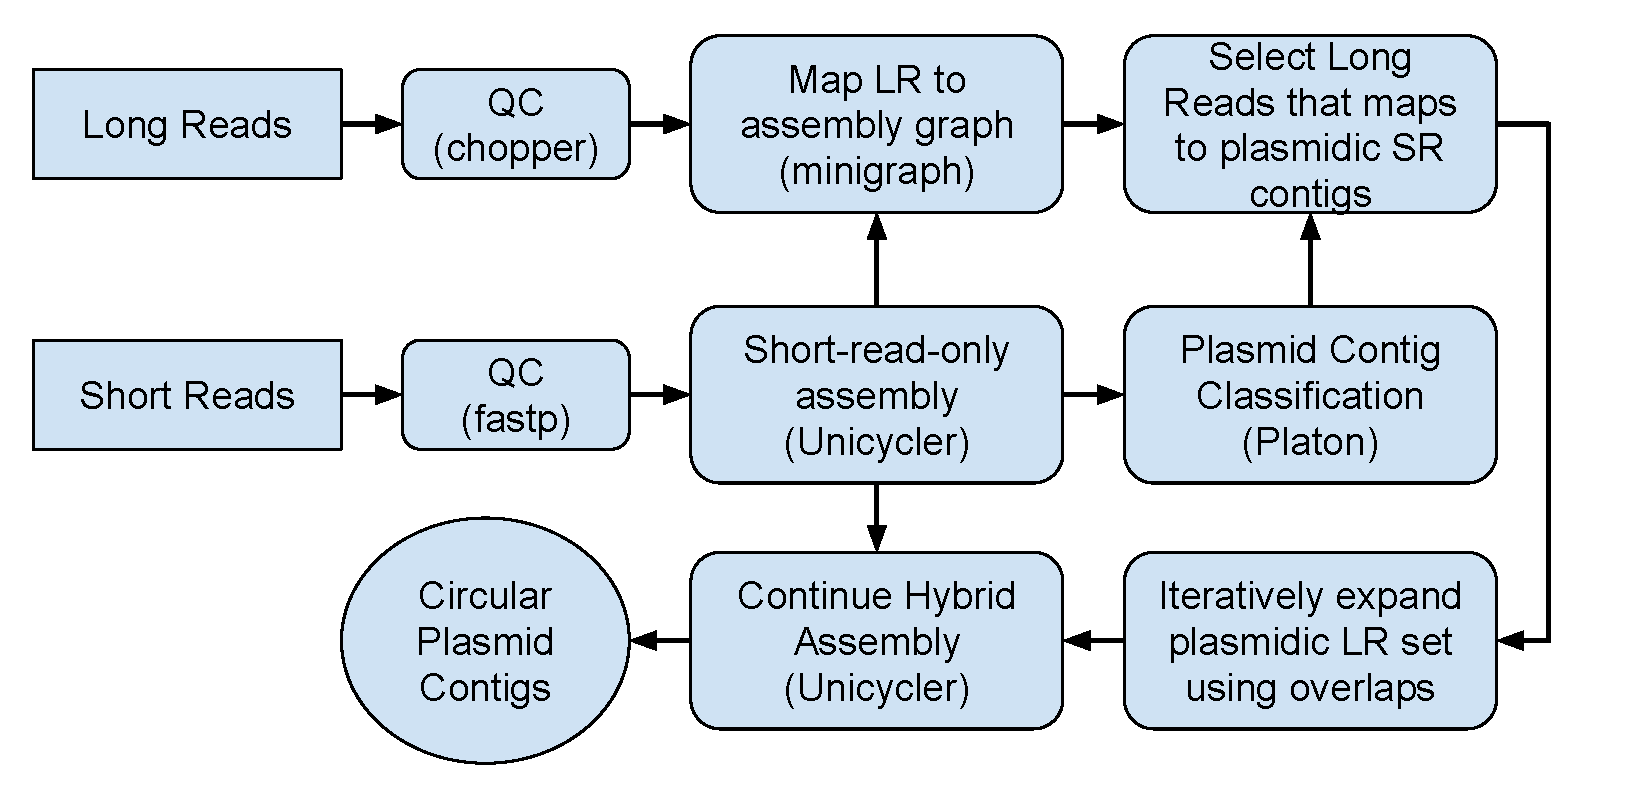 Long Reads
QC
(chopper)
Map LR to
assembly graph
(minigraph)
Select Long
Reads that maps
to plasmidic SR
contigs
Short Reads
QC
(fastp)
Short-read-only
assembly
(Unicycler)
Plasmid Contig
Classification
(Platon)
Circular
Plasmid
Contigs
Continue Hybrid
Assembly
(Unicycler)
Iteratively expand
plasmidic LR set
using overlaps